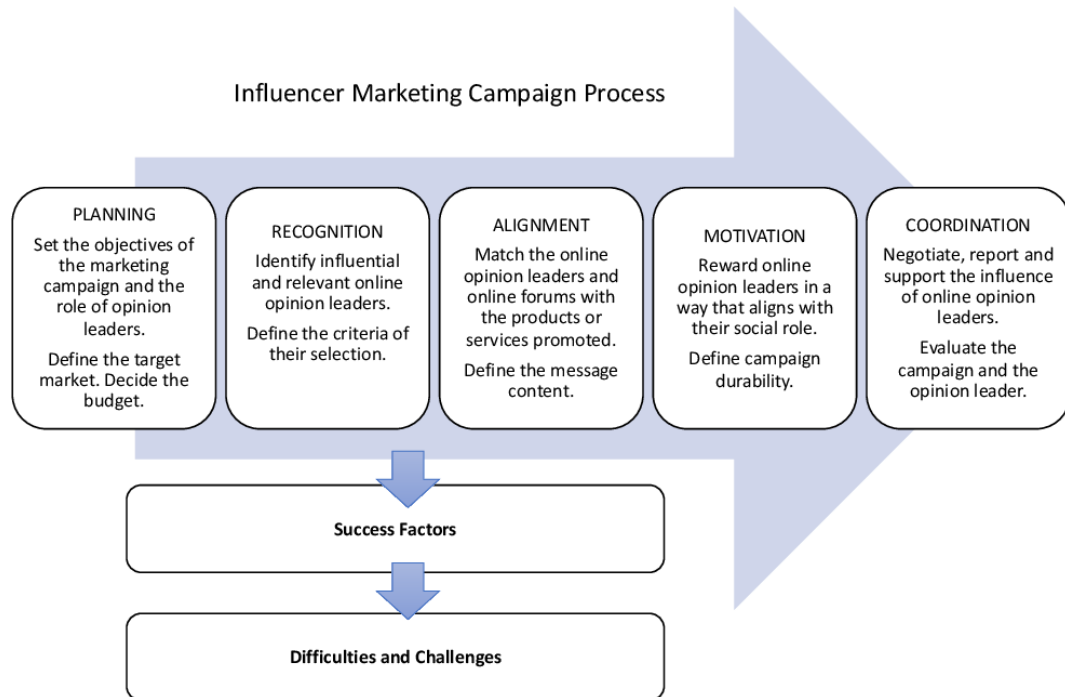 Influencer Marketing Campaign Process
PLANNING
Set the objectives of
the marketing
campaign and the
role of opinion
leaders.
Define the target
market. Decide the
budget.
RECOGNITION
Identify influential
and relevant online
opinion leaders.
Define the criteria of
their selection.
ALIGNMENT
Match the online
opinion leaders and
online forums with
the products or
services promoted.
Define the message
content.
MOTIVATION
Reward online
opinion leaders in a
way that aligns with
their social role.
Define campaign
durability.
COORDINATION
Negotiate, report and
support the influence
of online opinion
leaders.
Evaluate the
campaign and the
opinion leader.
Success Factors
Difficulties and Challenges